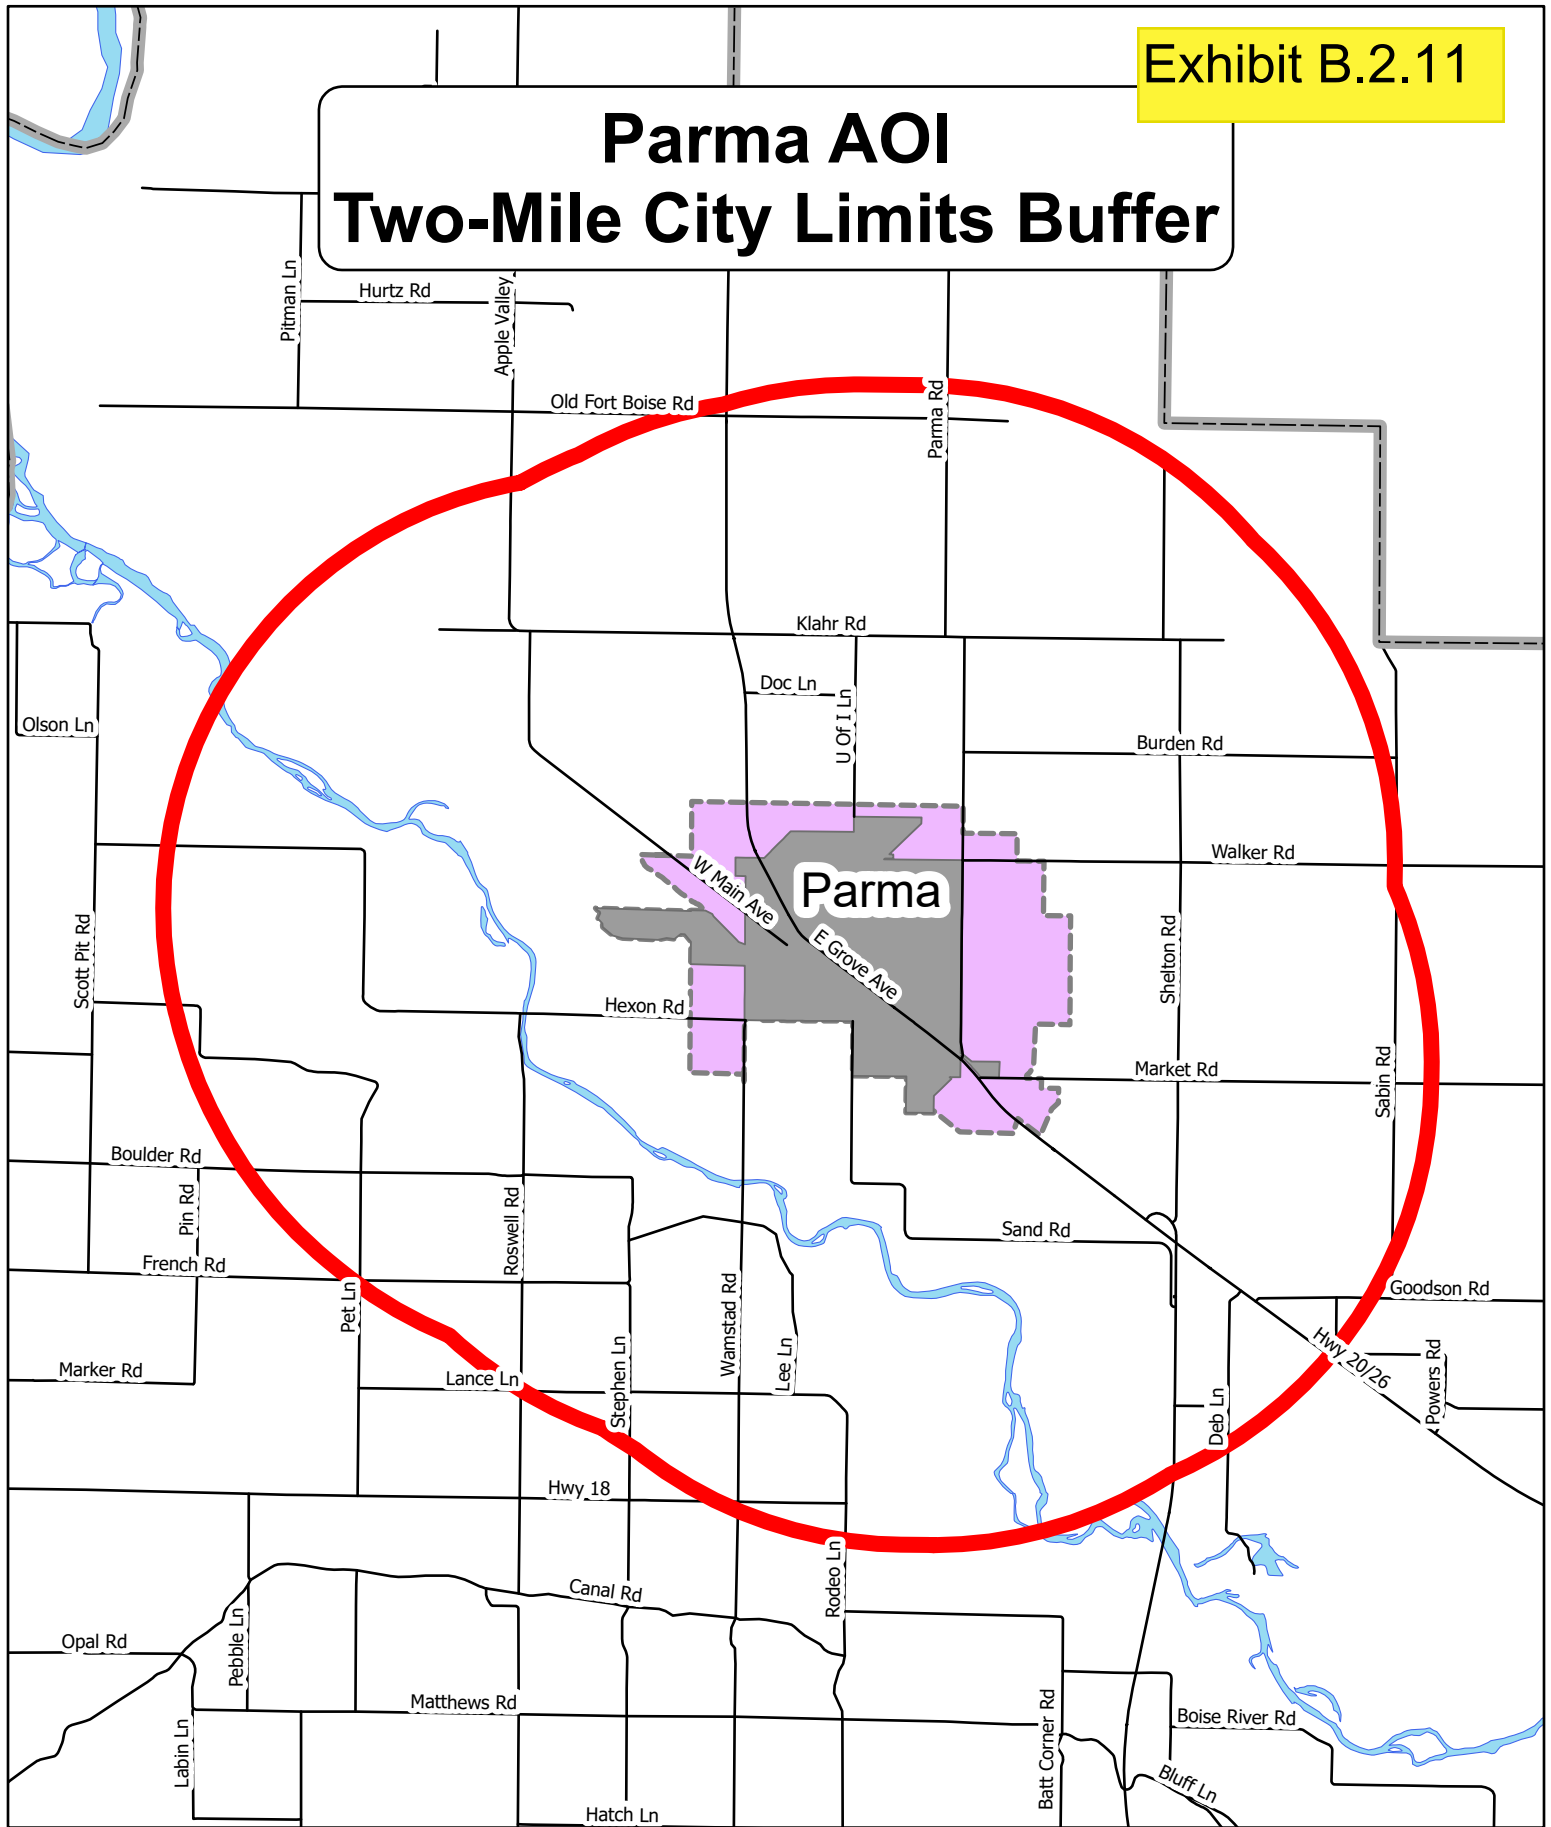 Exhibit B.2.11
Parma AOI
Two-Mile City Limits Buffer
Pitman Ln
Hurtz Rd
Apple Valley
Old Fort Boise Rd
Parma Rd
Klahr Rd
Doc Ln
U Of I Ln
Olson Ln
Burden Rd
Walker Rd
W Main Ave
Parma
E Grove Ave
Scott Pit Rd
Shelton Rd
Hexon Rd
Market Rd
Sabin Rd
Boulder Rd
Pin Rd
Roswell Rd
Sand Rd
French Rd
Pet Ln
Wamstad Rd
Goodson Rd
Marker Rd
Lance Ln
Stephen Ln
Lee Ln
Hwy 20/26
Powers Rd
Deb Ln
Hwy 18
Canal Rd
Rodeo Ln
Opal Rd
Pebble Ln
Matthews Rd
Labin Ln
Batt Corner Rd
Boise River Rd
Bluff Ln
Hatch Ln